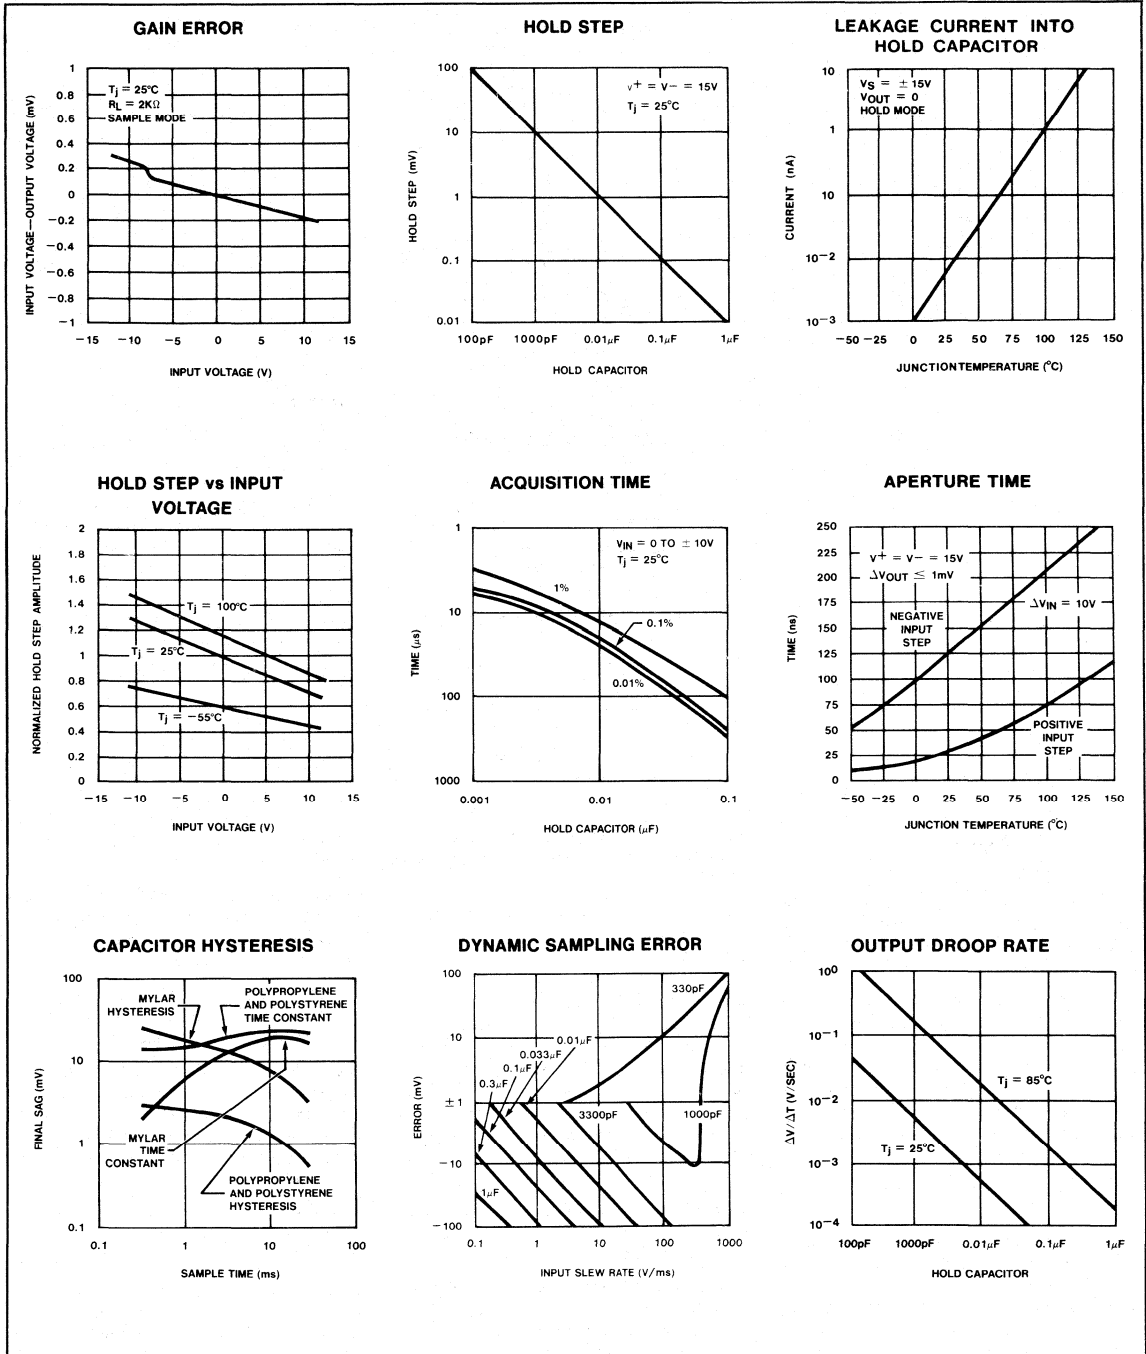 GAIN ERROR
INPUT VOLTAGE—OUTPUT VOLTAGE (mV)
1
0.8
0.6
0.4
0.2
0
−0.2
−0.4
−0.6
−0.8
−1
Tj = 25°C
RL = 2KΩ
SAMPLE MODE
−15 −10 −5 0 5 10 15
INPUT VOLTAGE (V)
HOLD STEP
HOLD STEP (mV)
100
10
1
0.1
0.01
V+ = V− = 15V
Tj = 25°C
100pF 1000pF 0.01μF 0.1μF 1μF
HOLD CAPACITOR
LEAKAGE CURRENT INTO
HOLD CAPACITOR
CURRENT (nA)
10
1
10
10−2
10−3
VS = ±15V
VOUT = 0
HOLD MODE
−50 −25 0 25 50 75 100 125 150
JUNCTION TEMPERATURE (°C)
HOLD STEP vs INPUT
VOLTAGE
NORMALIZED HOLD STEP AMPLITUDE
2
1.8
1.6
1.4
1.2
1
0.8
0.6
0.4
0.2
0
Tj = 100°C
Tj = 25°C
Tj = −55°C
−15 −10 −5 0 5 10 15
INPUT VOLTAGE (V)
ACQUISITION TIME
TIME (μs)
1
10
100
1000
VIN = 0 TO ±10V
Tj = 25°C
1%
0.1%
0.01%
0.001 0.01 0.1
HOLD CAPACITOR (μF)
APERTURE TIME
TIME (ns)
250
225
200
175
150
125
100
75
50
25
0
V+ = V− = 15V
ΔVOUT ≤ 1mV
ΔVIN = 10V
NEGATIVE
INPUT
STEP
POSITIVE
INPUT
STEP
−50 −25 0 25 50 75 100 125 150
JUNCTION TEMPERATURE (°C)
CAPACITOR HYSTERESIS
FINAL SAG (mV)
100
10
1
0.1
MYLAR
HYSTERESIS
POLYPROPYLENE
AND POLYSTYRENE
TIME CONSTANT
MYLAR
TIME
CONSTANT
POLYPROPYLENE
AND POLYSTYRENE
HYSTERESIS
0.1 1 10 100
SAMPLE TIME (ms)
DYNAMIC SAMPLING ERROR
ERROR (mV)
100
10
±1
−10
−100
330pF
0.01μF
0.033μF
0.1μF
0.3μF
1μF
3300pF
1000pF
0.1 1 10 100 1000
INPUT SLEW RATE (V/ms)
OUTPUT DROOP RATE
ΔV/ΔT (V/SEC)
100
10−1
10−2
10−3
10−4
Tj = 85°C
Tj = 25°C
100pF 1000pF 0.01μF 0.1μF 1μF
HOLD CAPACITOR